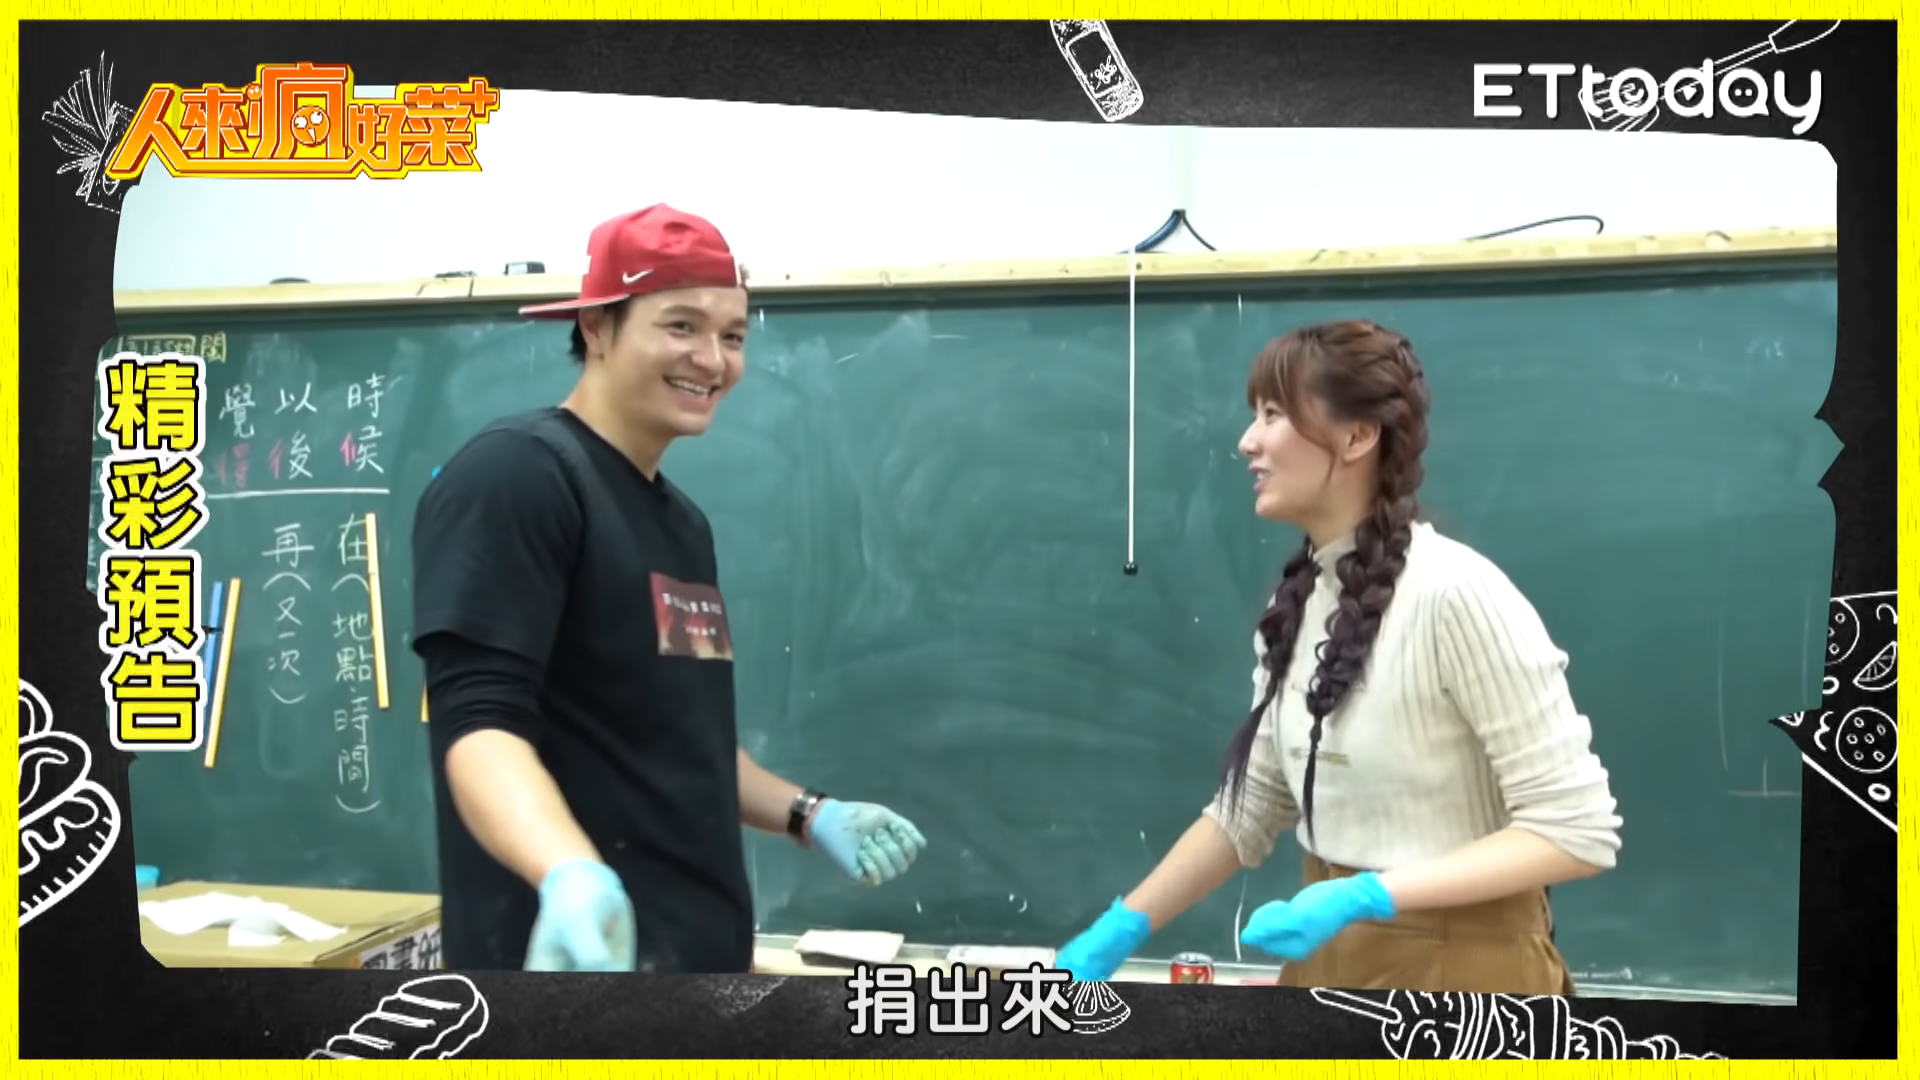 人來瘋好菜+
ETtoday
精彩預告
時候
以後
覺得
在(地點、時間)
再(又一次)
捐出來